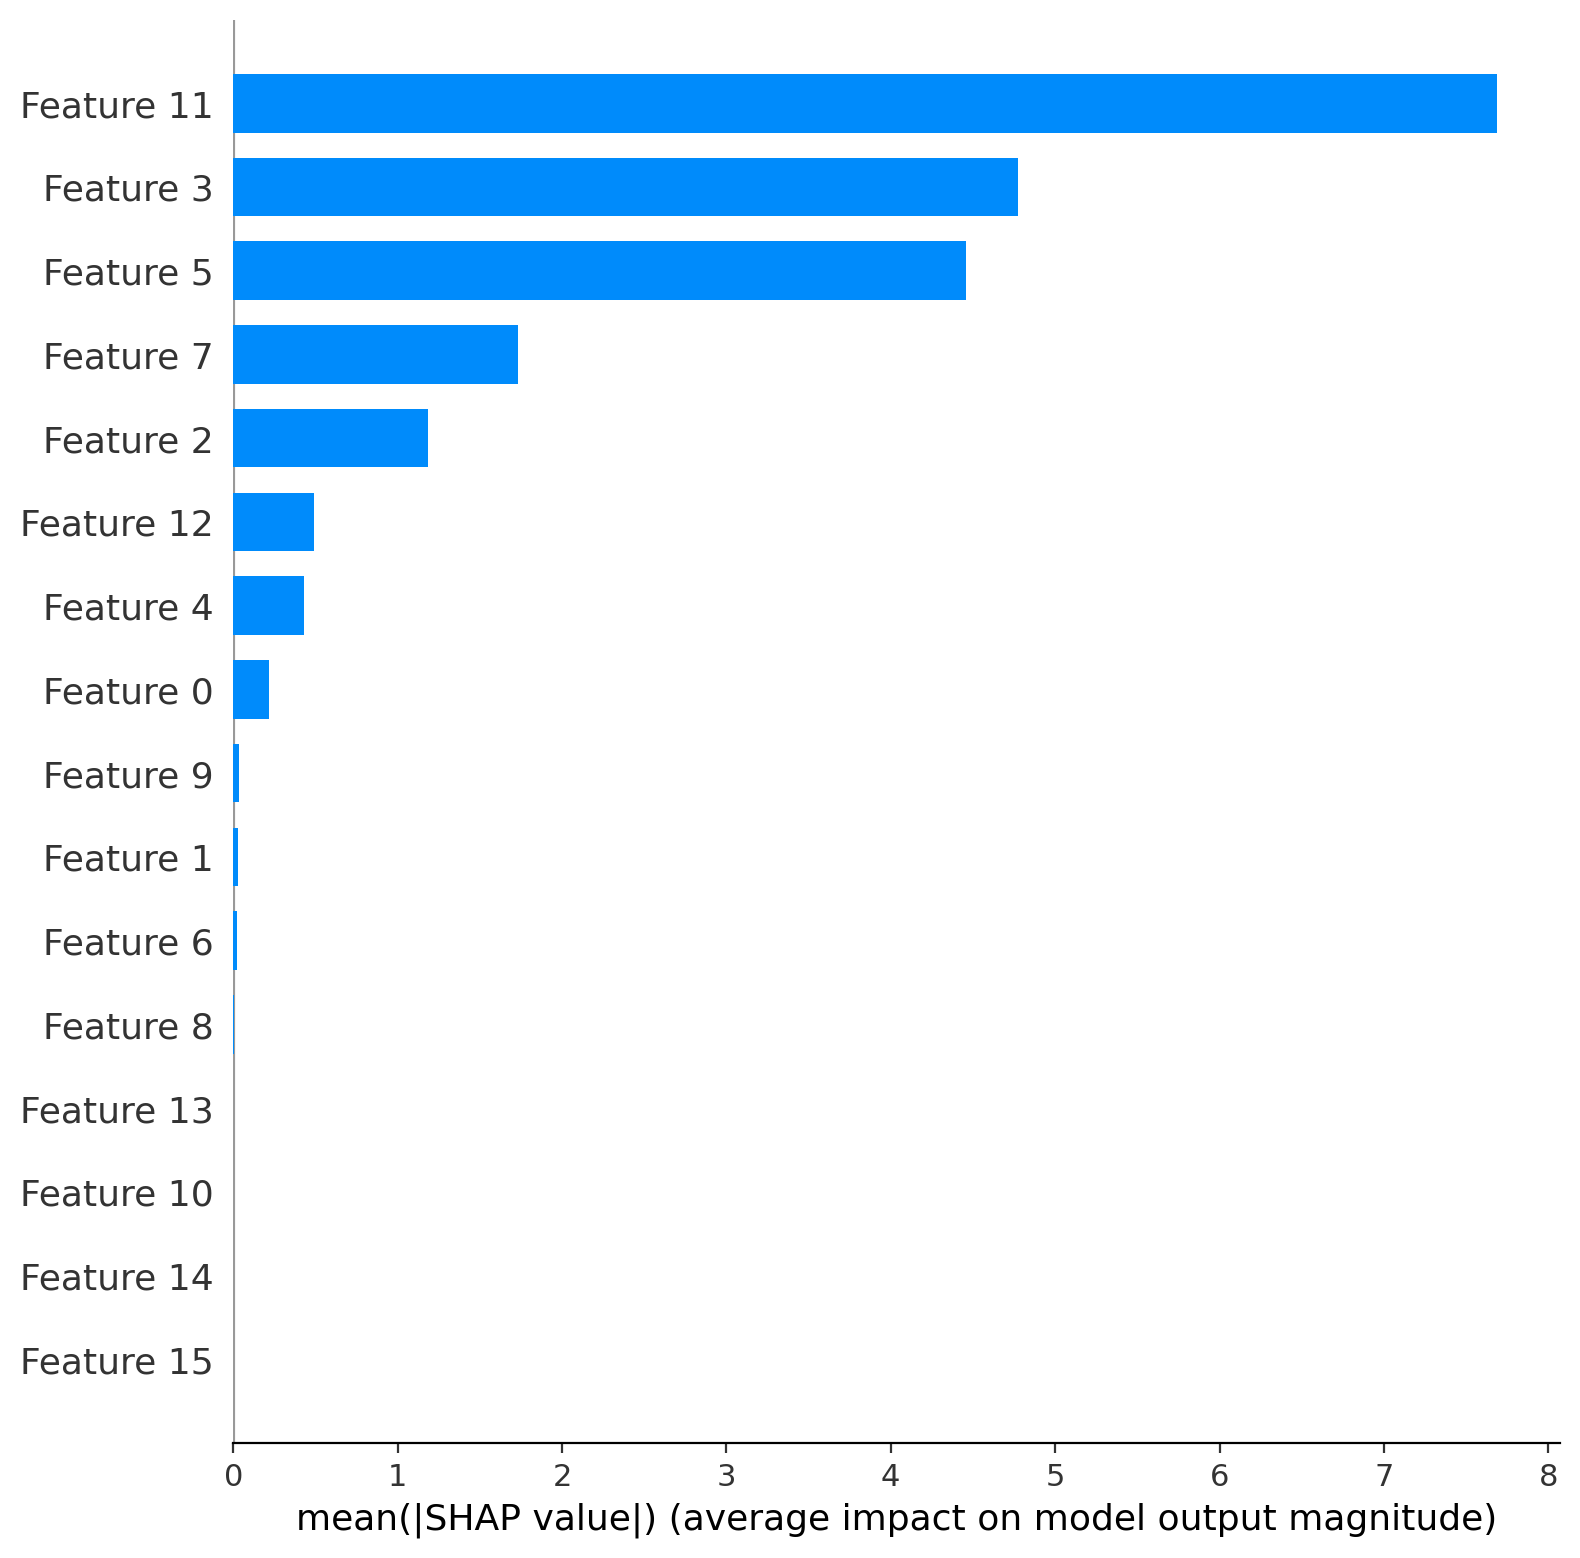 Feature 11
Feature 3
Feature 5
Feature 7
Feature 2
Feature 12
Feature 4
Feature 0
Feature 9
Feature 1
Feature 6
Feature 8
Feature 13
Feature 10
Feature 14
Feature 15
0 1 2 3 4 5 6 7 8
mean(|SHAP value|) (average impact on model output magnitude)